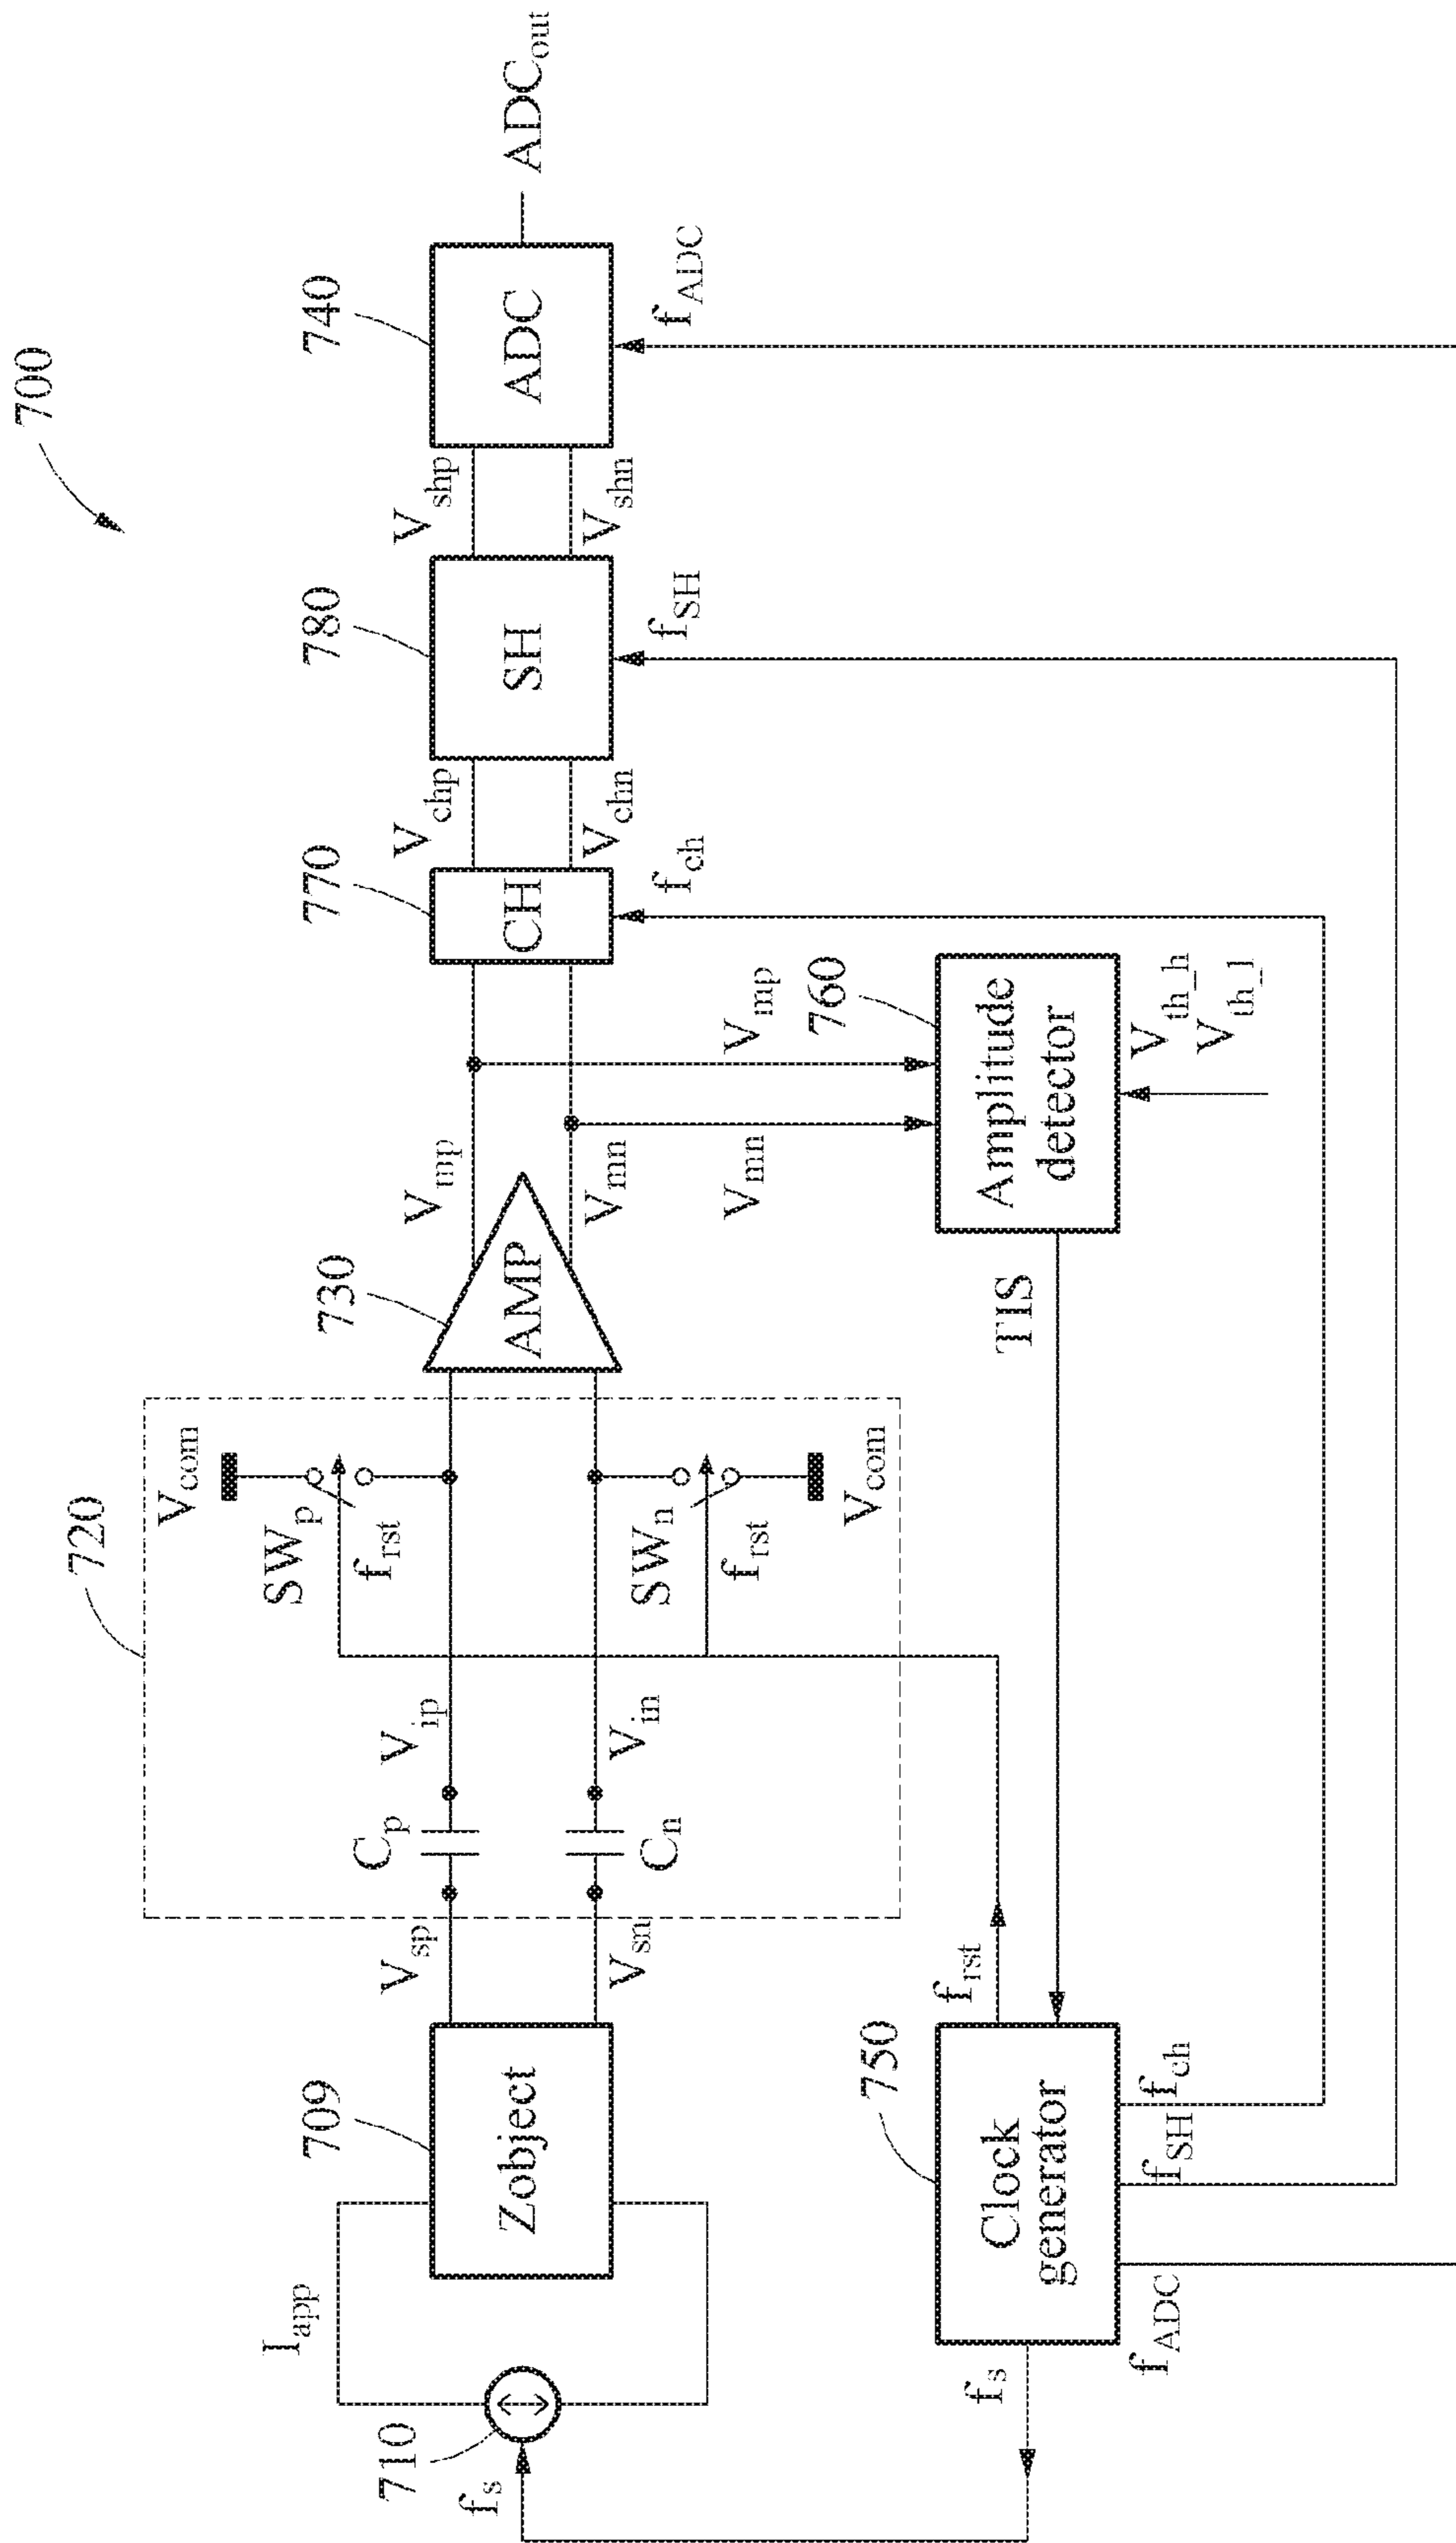 700
720
709
Zobject
710
I_app
f_s
V_sp
V_sn
C_p
C_n
V_ip
V_in
V_com
SW_p
f_rst
SW_n
f_rst
V_com
730
AMP
V_mp
V_mn
770
CH
f_ch
V_chp
V_chn
780
SH
f_SH
V_shp
V_shn
740
ADC
f_ADC
ADC_out
750
Clock
generator
f_s
f_rst
f_ADC
f_SH
f_ch
TIS
760
Amplitude
detector
V_mp
V_mn
V_th_h
V_th_l